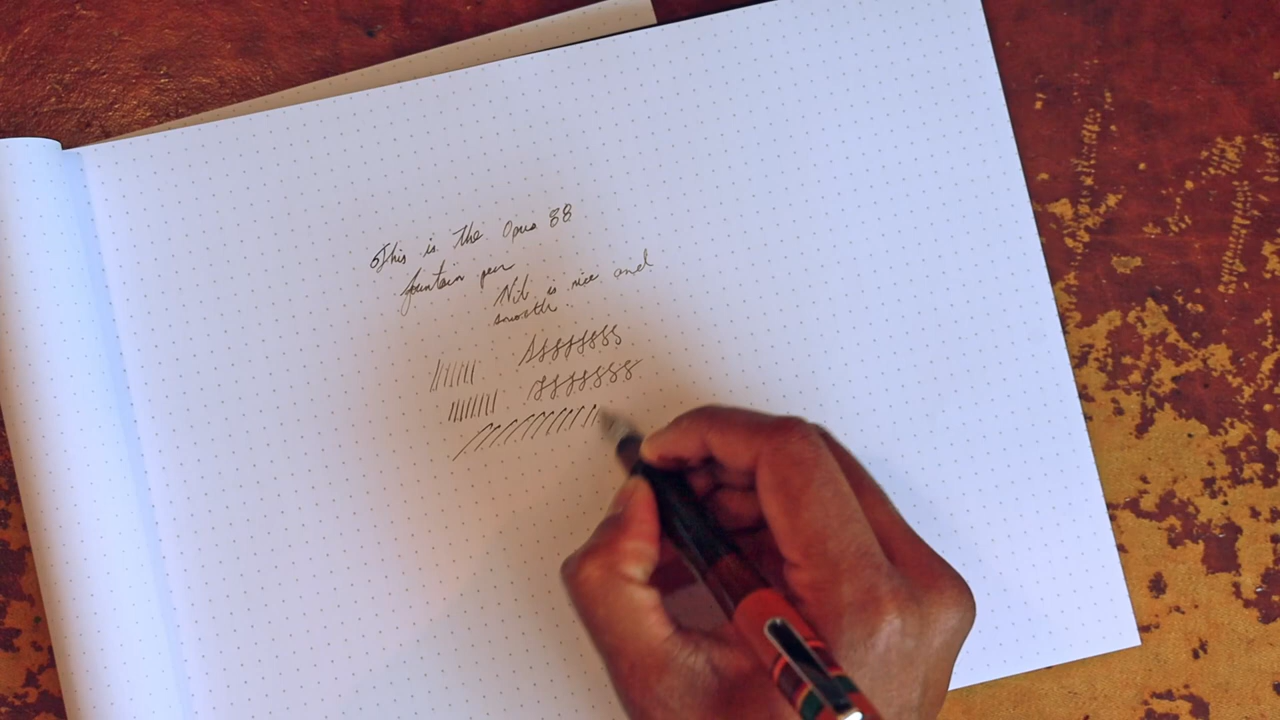 This is the Opus 88
fountain pen
Nib is nice and
smooth